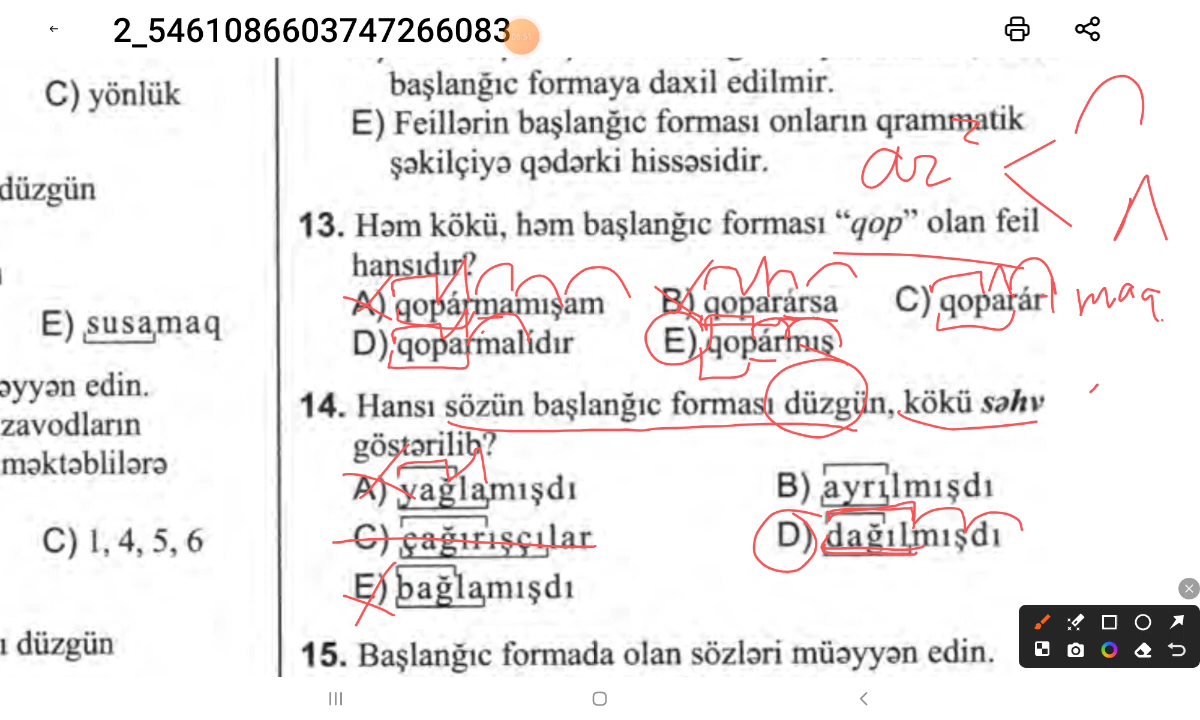 2_5461086603747266083
C) yönlük
düzgün
E) susamaq
əyyən edin.
zavodların
məktəblilərə
C) 1, 4, 5, 6
ı düzgün
başlanğıc formaya daxil edilmir.
E) Feillərin başlanğıc forması onların qrammatik
şəkilçiyə qədərki hissəsidir.
ar²
13. Həm kökü, həm başlanğıc forması “qop” olan feil
hansıdır?
A) qopármamışam B) qoparársa C) qoparár maq
D) qoparmalídır E) qopármış
14. Hansı sözün başlanğıc forması düzgün, kökü səhv
göstərilib?
A) yağlamışdı B) ayrılmışdı
C) çağırışçılar D) dağılmışdı
E) bağlamışdı
15. Başlanğıc formada olan sözləri müəyyən edin.